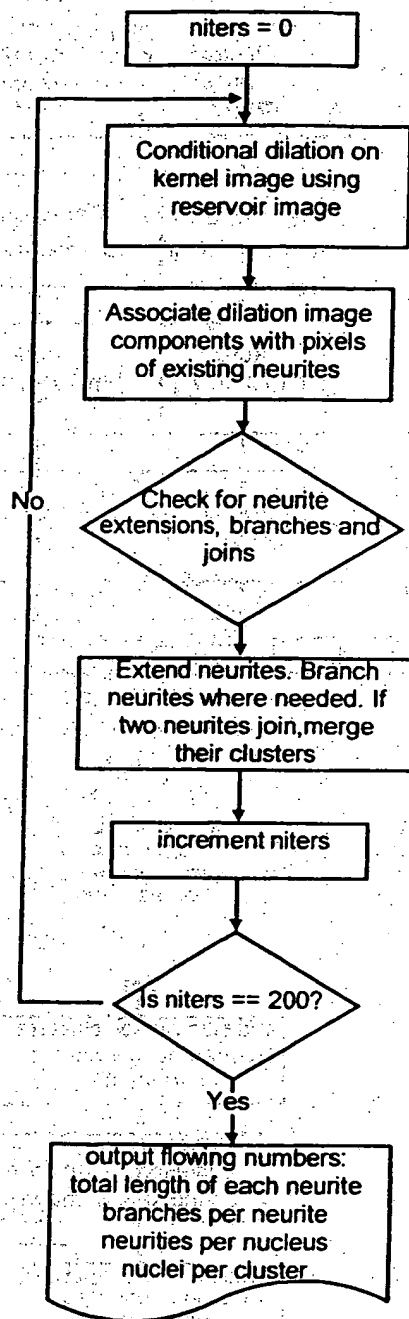 niters = 0
Conditional dilation on
kernel image using
reservoir image
Associate dilation image
components with pixels
of existing neurites
No
Check for neurite
extensions, branches and
joins
Extend neurites. Branch
neurites where needed. If
two neurites join,merge
their clusters
increment niters
Is niters == 200?
Yes
output flowing numbers:
total length of each neurite
branches per neurite
neurities per nucleus
nuclei per cluster